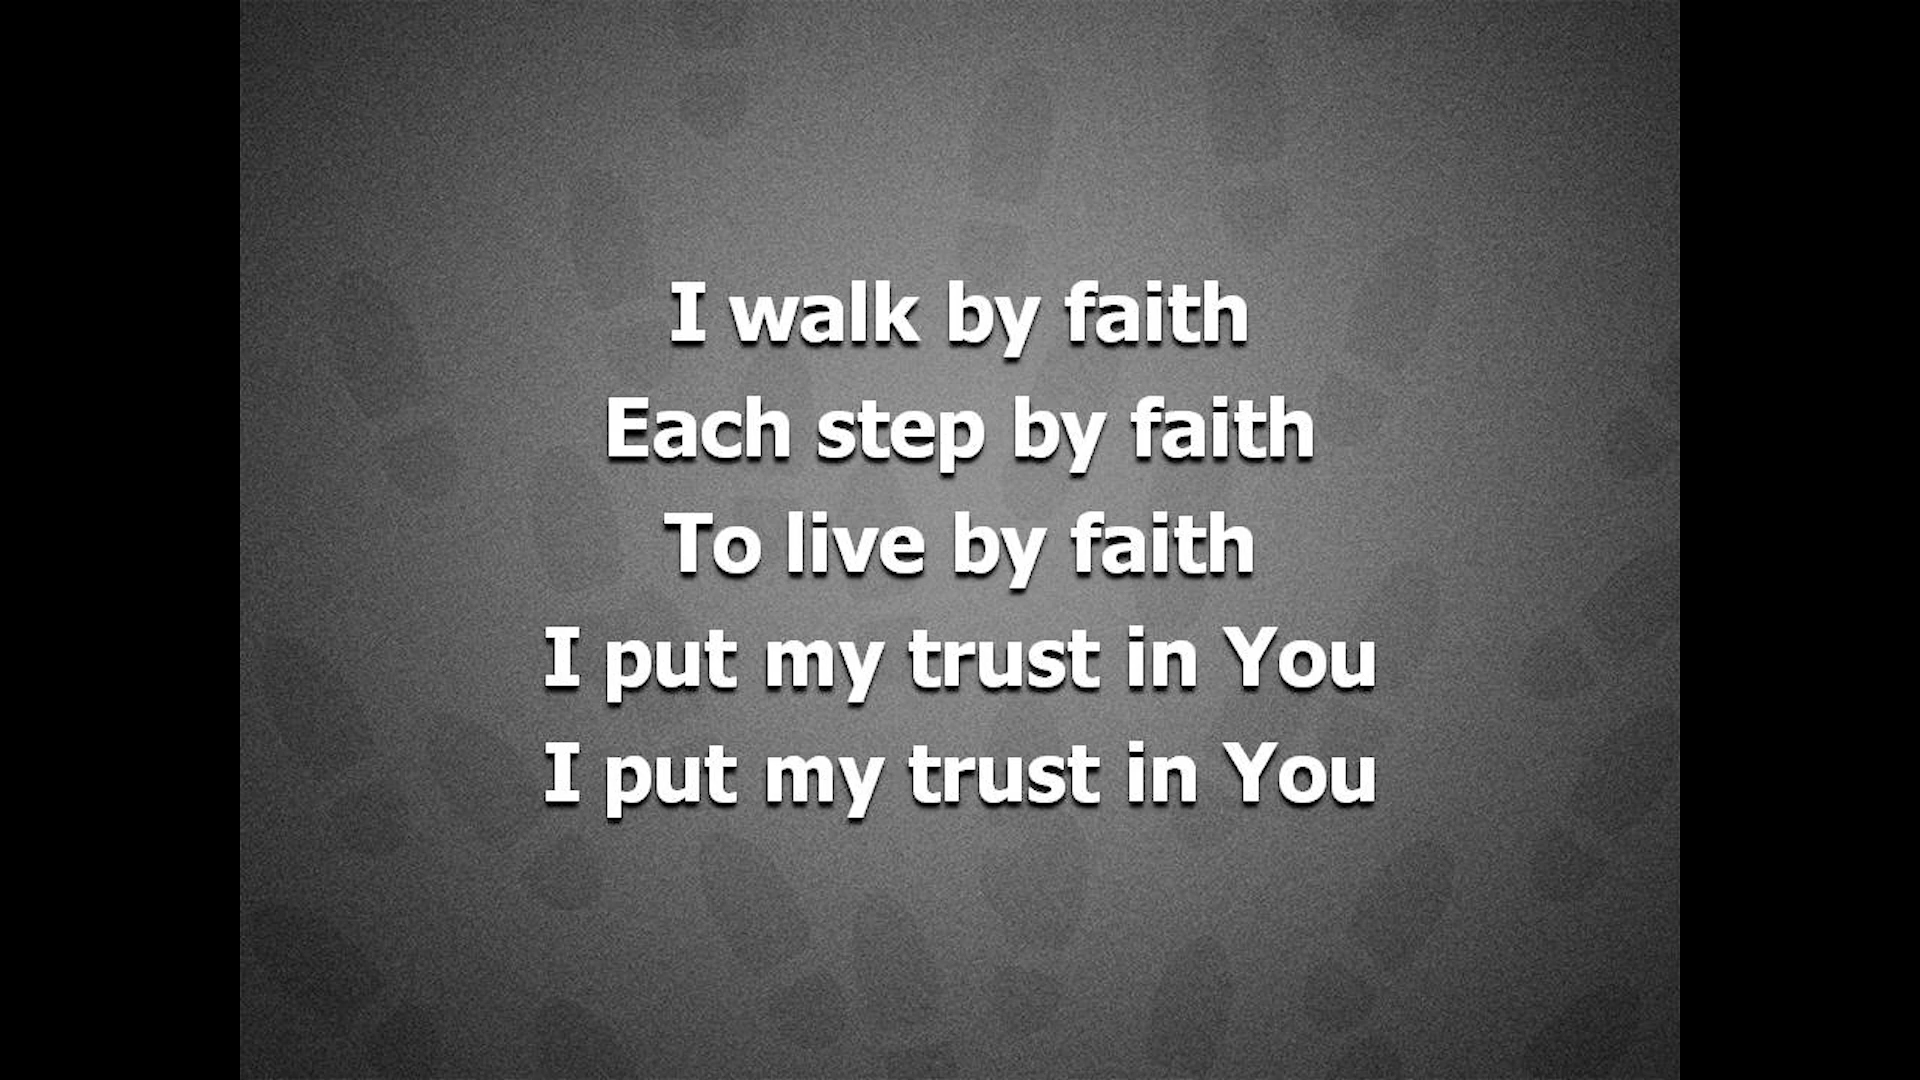 I walk by faith
Each step by faith
To live by faith
I put my trust in You
I put my trust in You